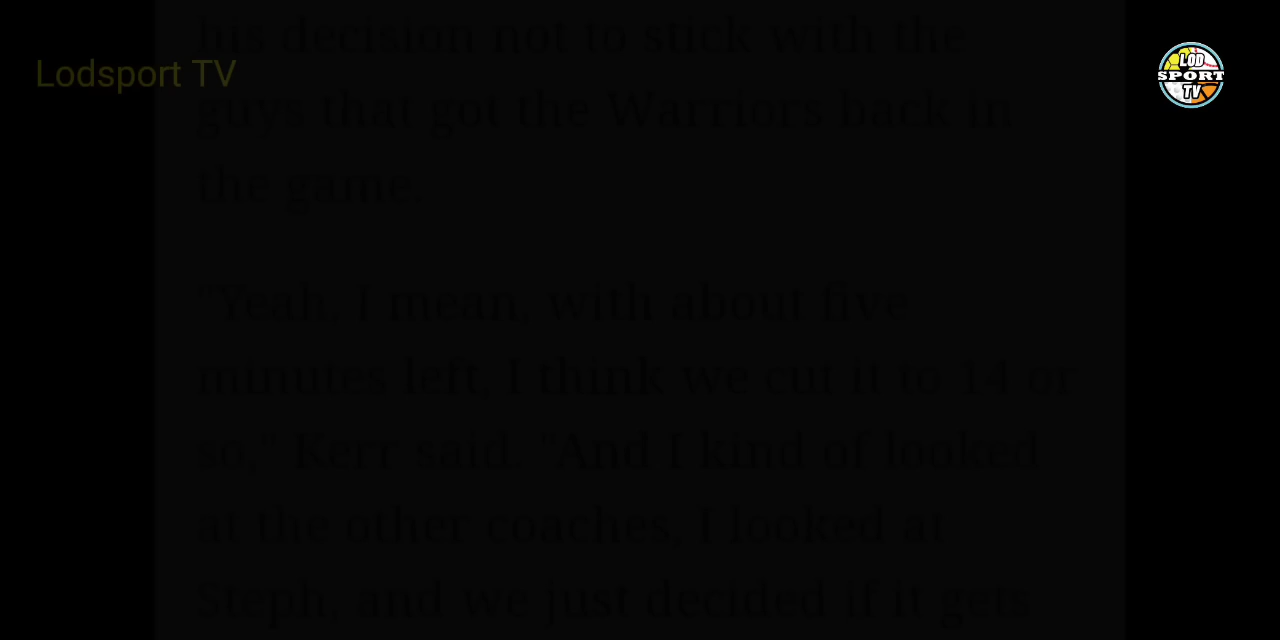 his decision not to stick with the
Lodsport TV
LOD
SPORT
TV
guys that got the Warriors back in
the game.
"Yeah, I mean, with about five
minutes left, I think we cut it to 14 or
so," Kerr said. "And I kind of looked
at the other coaches, I looked at
Steph, and we just decided if it gets